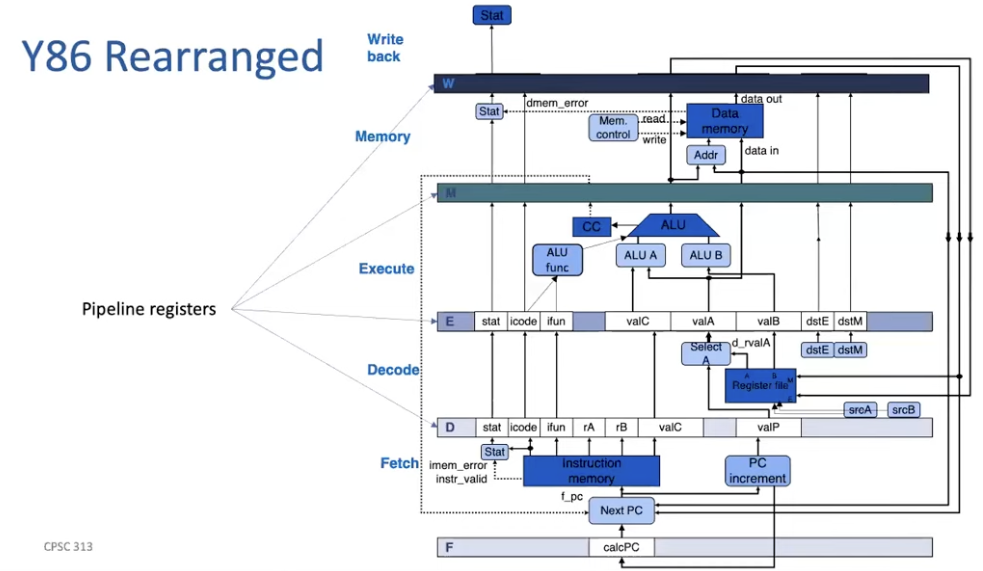 Y86 Rearranged
Stat
Write
back
W
Stat
dmem_error
data out
Mem.
control
read
write
Data
memory
Memory
Addr
data in
M
CC
ALU
ALU
func
ALU A
ALU B
Execute
Pipeline registers
E
stat
icode
ifun
valC
valA
valB
dstE
dstM
Select
A
d_rvalA
dstE
dstM
Decode
A
B
M
Register file
E
srcA
srcB
D
stat
icode
ifun
rA
rB
valC
valP
Stat
Fetch
imem_error
instr_valid
Instruction
memory
PC
increment
f_pc
Next PC
CPSC 313
F
calcPC